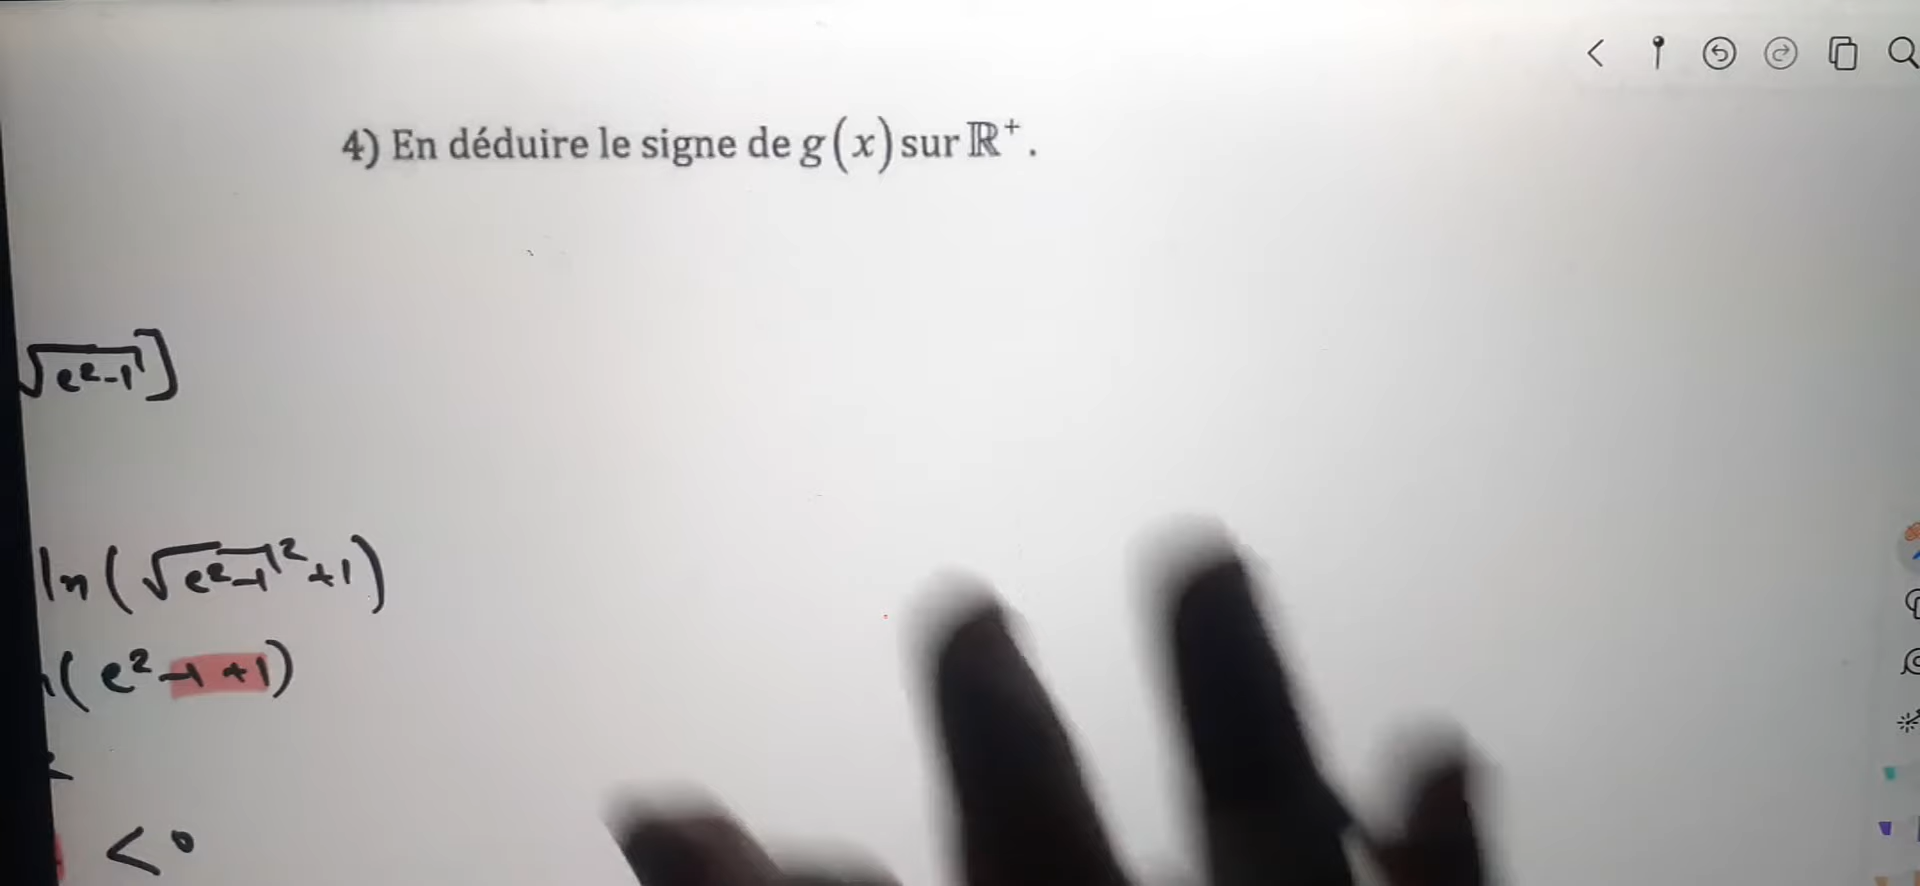 4) En déduire le signe de g(x) sur ℝ⁺.
√(e²-1)]
ln(√(e²-1)²+1)
(e²-1+1)
<0